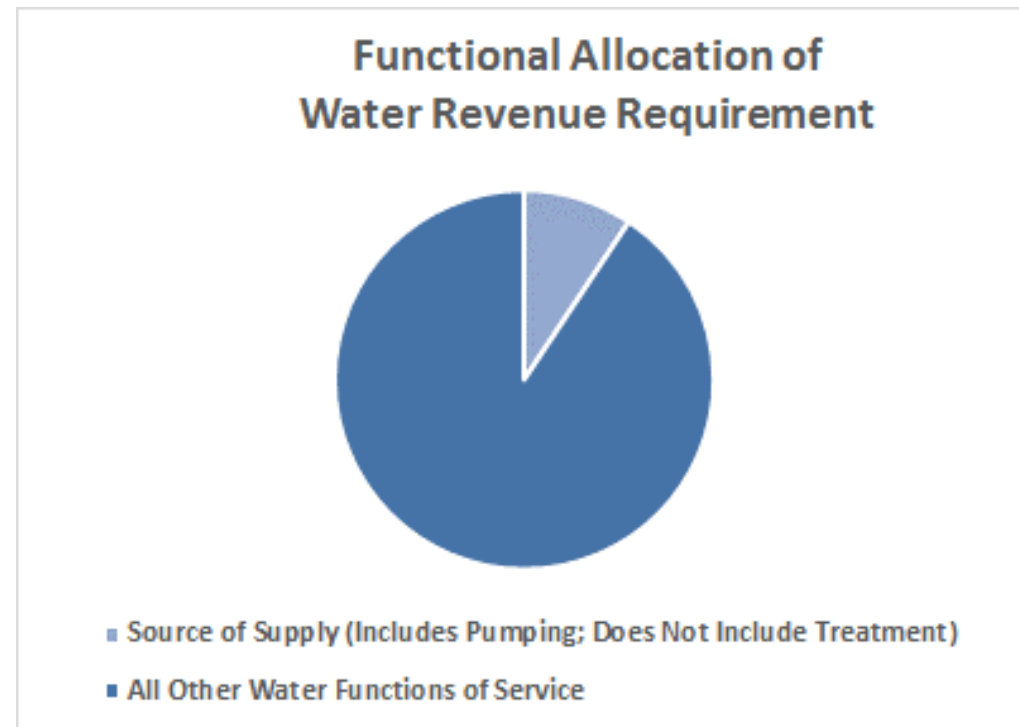 Functional Allocation of
Water Revenue Requirement
Source of Supply (Includes Pumping; Does Not Include Treatment)
All Other Water Functions of Service